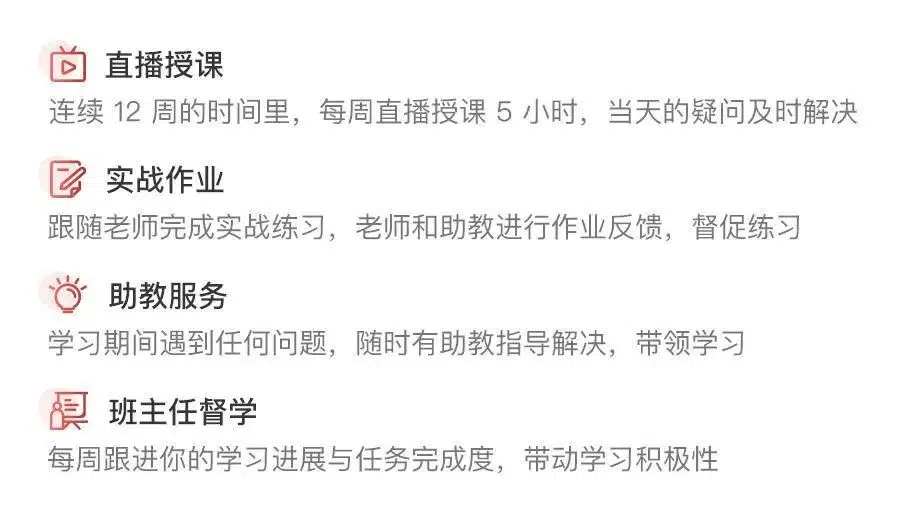 直播授课
连续 12 周的时间里，每周直播授课 5 小时，当天的疑问及时解决
实战作业
跟随老师完成实战练习，老师和助教进行作业反馈，督促练习
助教服务
学习期间遇到任何问题，随时有助教指导解决，带领学习
班主任督学
每周跟进你的学习进展与任务完成度，带动学习积极性